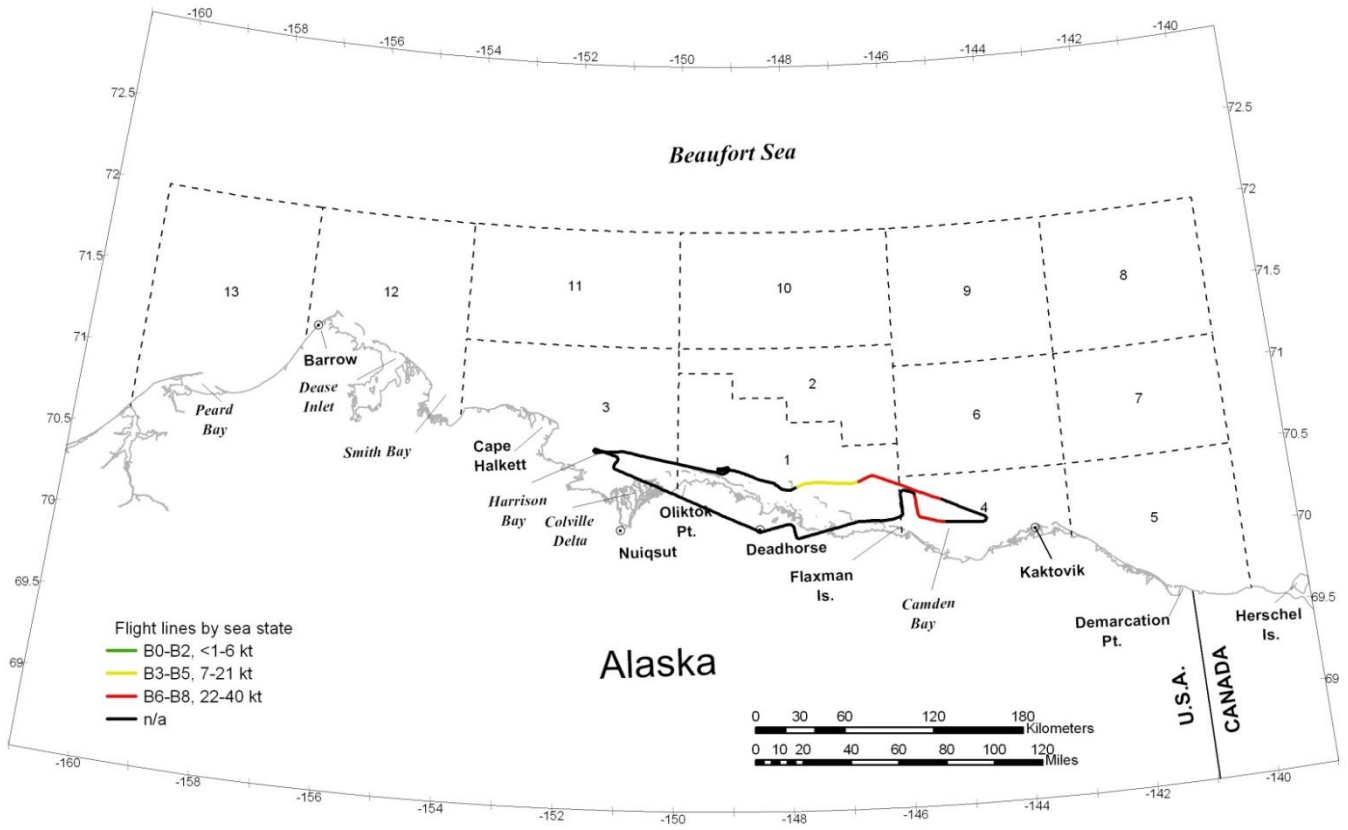 -160
-158
-156
-154
-152
-150
-148
-146
-144
-142
-140
72.5
72.5
Beaufort Sea
72
72
71.5
71.5
13
12
11
10
9
8
71
71
Barrow
Dease
Inlet
Peard
Bay
Smith Bay
3
2
6
7
70.5
70.5
Cape
Halkett
1
Harrison
Bay
Colville
Delta
Oliktok
Pt.
4
5
70
70
Nuiqsut
Deadhorse
Flaxman
Is.
Kaktovik
Camden
Bay
Demarcation
Pt.
Herschel
Is.
69.5
69.5
Flight lines by sea state
B0-B2, <1-6 kt
B3-B5, 7-21 kt
B6-B8, 22-40 kt
n/a
Alaska
U.S.A.
CANADA
69
69
0 30 60 120 180
Kilometers
0 10 20 40 60 80 100 120
Miles
-160
-158
-156
-154
-152
-150
-148
-146
-144
-142
-140